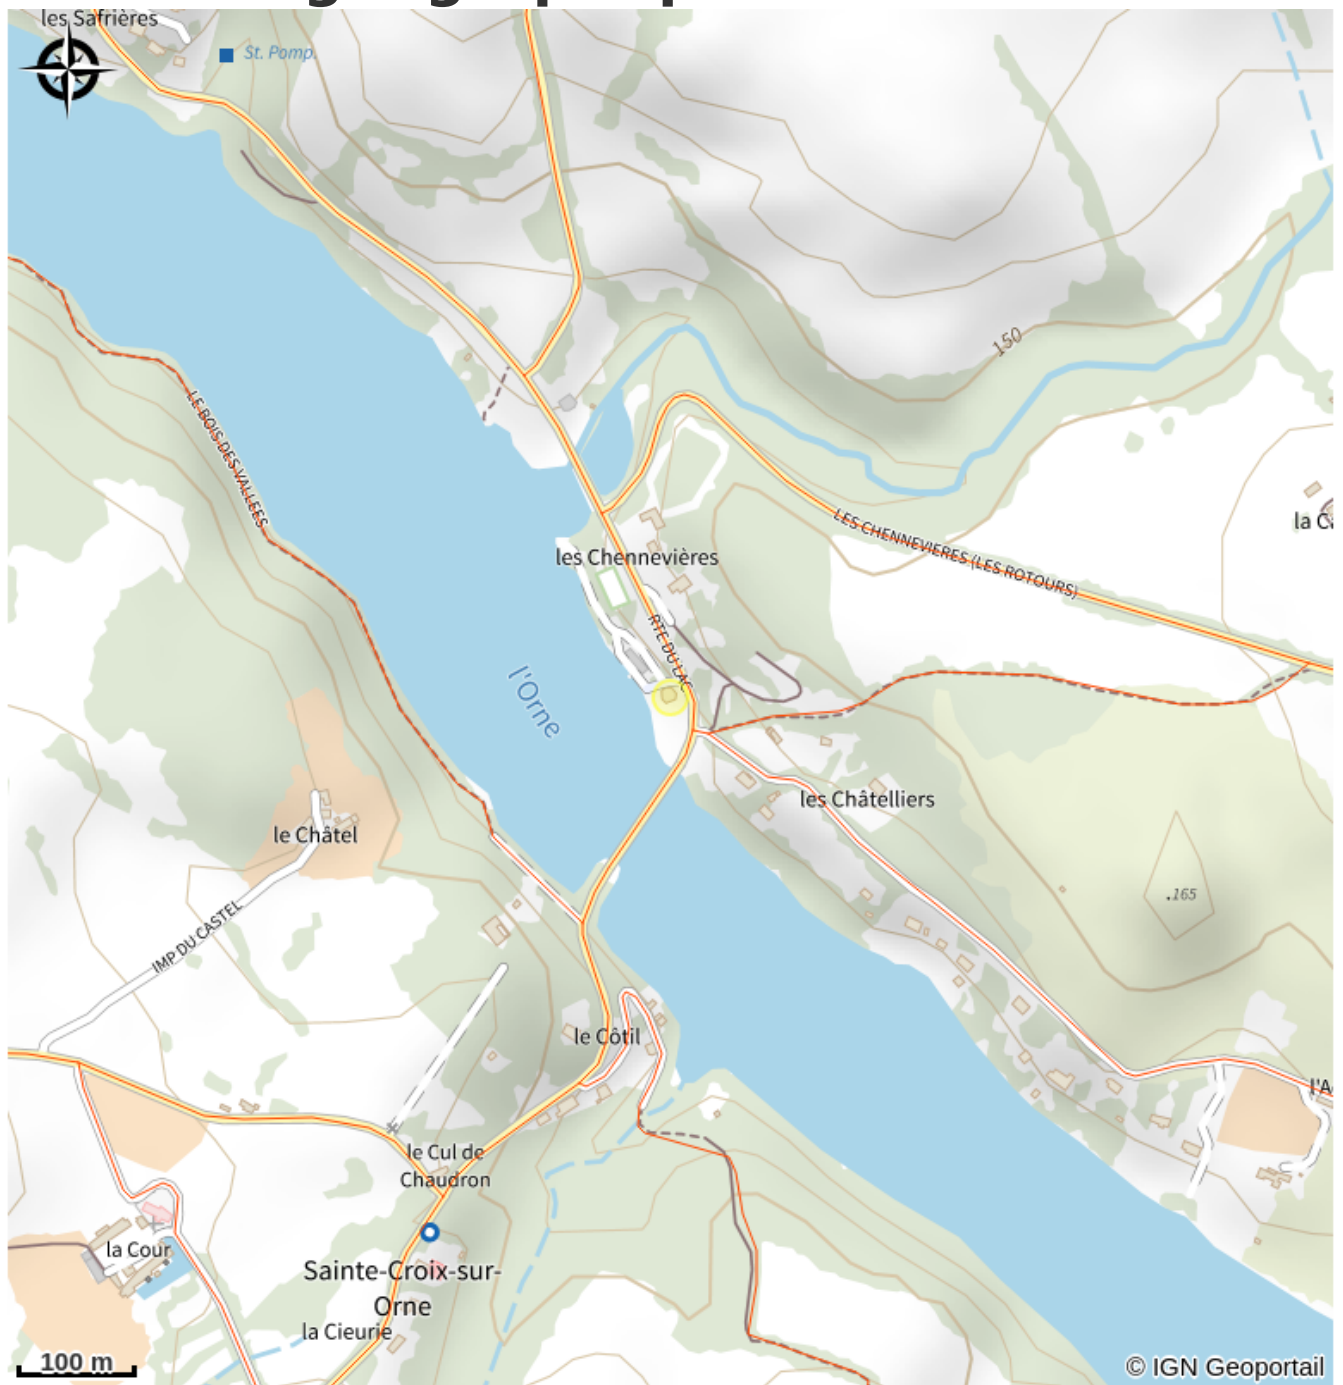 les Safrières
St. Pomp.
150
LE BOIS DES VALLEES
LES CHENNEVIERES (LES ROTOURS)
les Chennevières
RTE DU LAC
l'Orne
les Châtelliers
le Châtel
.165
IMP DU CASTEL
le Côtil
le Cul de
Chaudron
la Cour
Sainte-Croix-sur-
Orne
la Cieurie
100 m
© IGN Geoportail